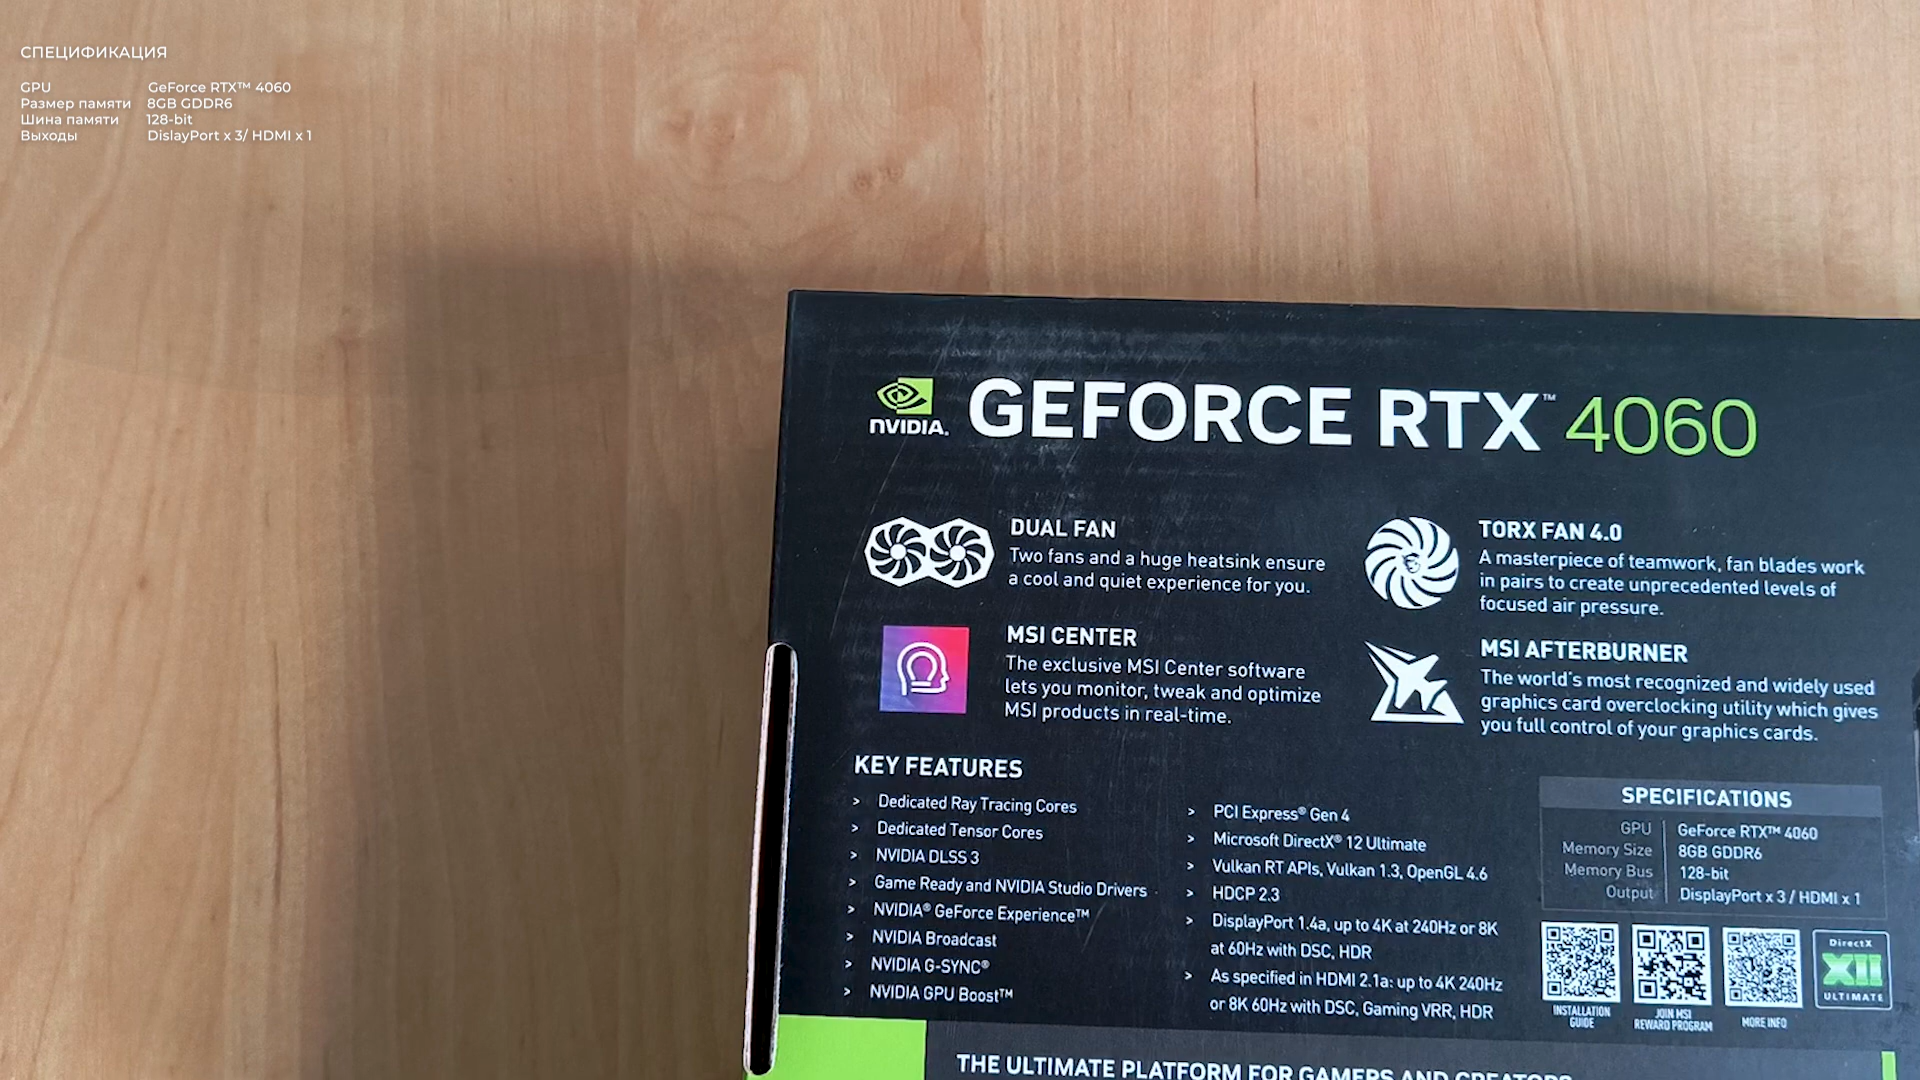 СПЕЦИФИКАЦИЯ
GPU GeForce RTX™ 4060
Размер памяти 8GB GDDR6
Шина памяти 128-bit
Выходы DislayPort x 3/ HDMI x 1
NVIDIA. GEFORCE RTX™ 4060
DUAL FAN
Two fans and a huge heatsink ensure
a cool and quiet experience for you.
TORX FAN 4.0
A masterpiece of teamwork, fan blades work
in pairs to create unprecedented levels of
focused air pressure.
MSI CENTER
The exclusive MSI Center software
lets you monitor, tweak and optimize
MSI products in real-time.
MSI AFTERBURNER
The world's most recognized and widely used
graphics card overclocking utility which gives
you full control of your graphics cards.
KEY FEATURES
> Dedicated Ray Tracing Cores
> Dedicated Tensor Cores
> NVIDIA DLSS 3
> Game Ready and NVIDIA Studio Drivers
> NVIDIA® GeForce Experience™
> NVIDIA Broadcast
> NVIDIA G-SYNC®
> NVIDIA GPU Boost™
> PCI Express® Gen 4
> Microsoft DirectX® 12 Ultimate
> Vulkan RT APIs, Vulkan 1.3, OpenGL 4.6
> HDCP 2.3
> DisplayPort 1.4a, up to 4K at 240Hz or 8K
at 60Hz with DSC, HDR
> As specified in HDMI 2.1a: up to 4K 240Hz
or 8K 60Hz with DSC, Gaming VRR, HDR
SPECIFICATIONS
GPU GeForce RTX™ 4060
Memory Size 8GB GDDR6
Memory Bus 128-bit
Output DisplayPort x 3 / HDMI x 1
INSTALLATION
GUIDE
JOIN MSI
REWARD PROGRAM
MORE INFO
DirectX
XII
ULTIMATE
THE ULTIMATE PLATFORM FOR GAMERS AND CREATORS